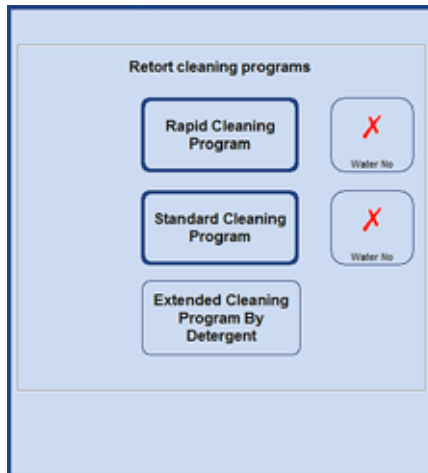 Retort cleaning programs
Rapid Cleaning
Program
Water No
Standard Cleaning
Program
Water No
Extended Cleaning
Program By
Detergent